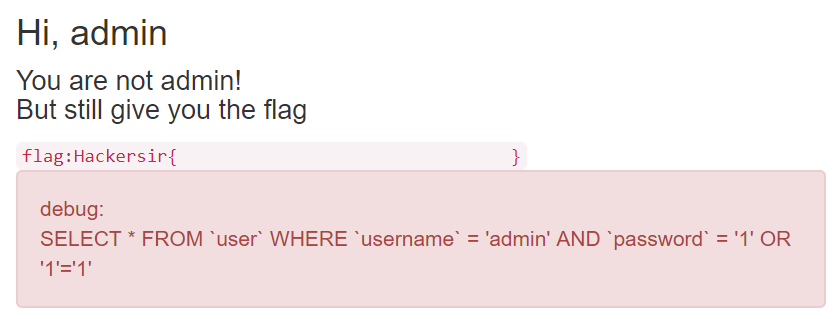 Hi, admin
You are not admin!
But still give you the flag
flag:Hackersir{                              }
debug:
SELECT * FROM `user` WHERE `username` = 'admin' AND `password` = '1' OR
'1'='1'